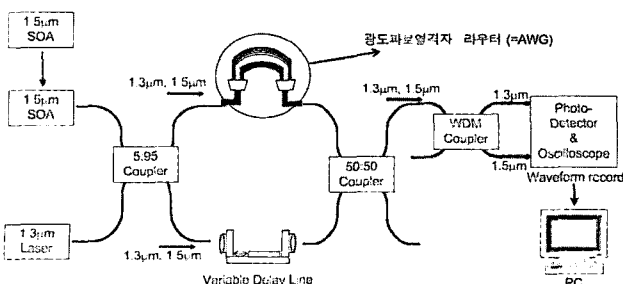 1.5μm
SOA
1.5μm
SOA
1.3μm
Laser
5:95
Coupler
1.3μm, 1.5μm
1.3μm, 1.5μm
광도파로열격자 라우터 (=AWG)
Variable Delay Line
50:50
Coupler
1.3μm, 1.5μm
WDM
Coupler
1.3μm
1.5μm
Photo-
Detector
&
Oscilloscope
Waveform record
PC